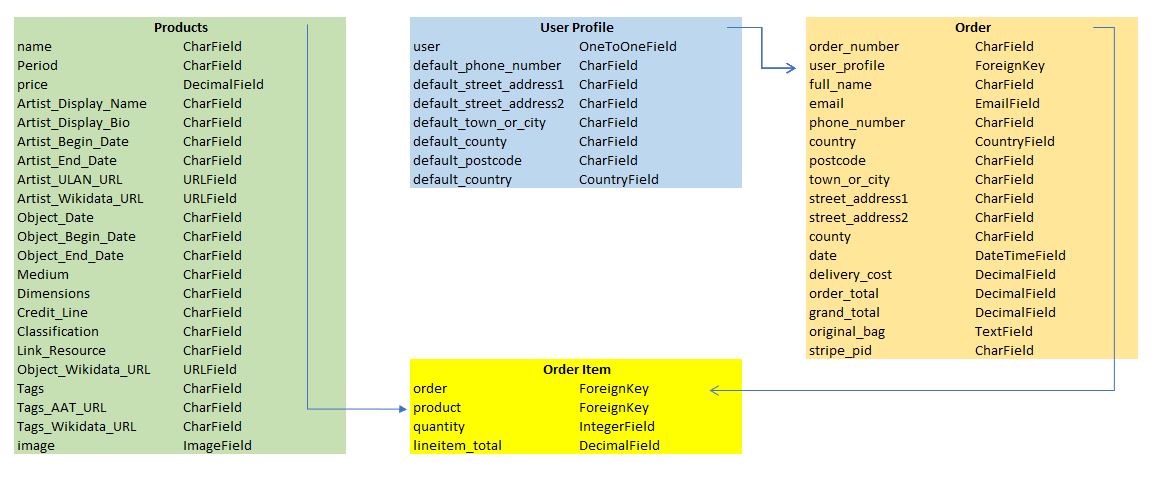 Products
name CharField
Period CharField
price DecimalField
Artist_Display_Name CharField
Artist_Display_Bio CharField
Artist_Begin_Date CharField
Artist_End_Date CharField
Artist_ULAN_URL URLField
Artist_Wikidata_URL URLField
Object_Date CharField
Object_Begin_Date CharField
Object_End_Date CharField
Medium CharField
Dimensions CharField
Credit_Line CharField
Classification CharField
Link_Resource CharField
Object_Wikidata_URL URLField
Tags CharField
Tags_AAT_URL CharField
Tags_Wikidata_URL CharField
image ImageField
User Profile
user OneToOneField
default_phone_number CharField
default_street_address1 CharField
default_street_address2 CharField
default_town_or_city CharField
default_county CharField
default_postcode CharField
default_country CountryField
Order
order_number CharField
user_profile ForeignKey
full_name CharField
email EmailField
phone_number CharField
country CountryField
postcode CharField
town_or_city CharField
street_address1 CharField
street_address2 CharField
county CharField
date DateTimeField
delivery_cost DecimalField
order_total DecimalField
grand_total DecimalField
original_bag TextField
stripe_pid CharField
Order Item
order ForeignKey
product ForeignKey
quantity IntegerField
lineitem_total DecimalField